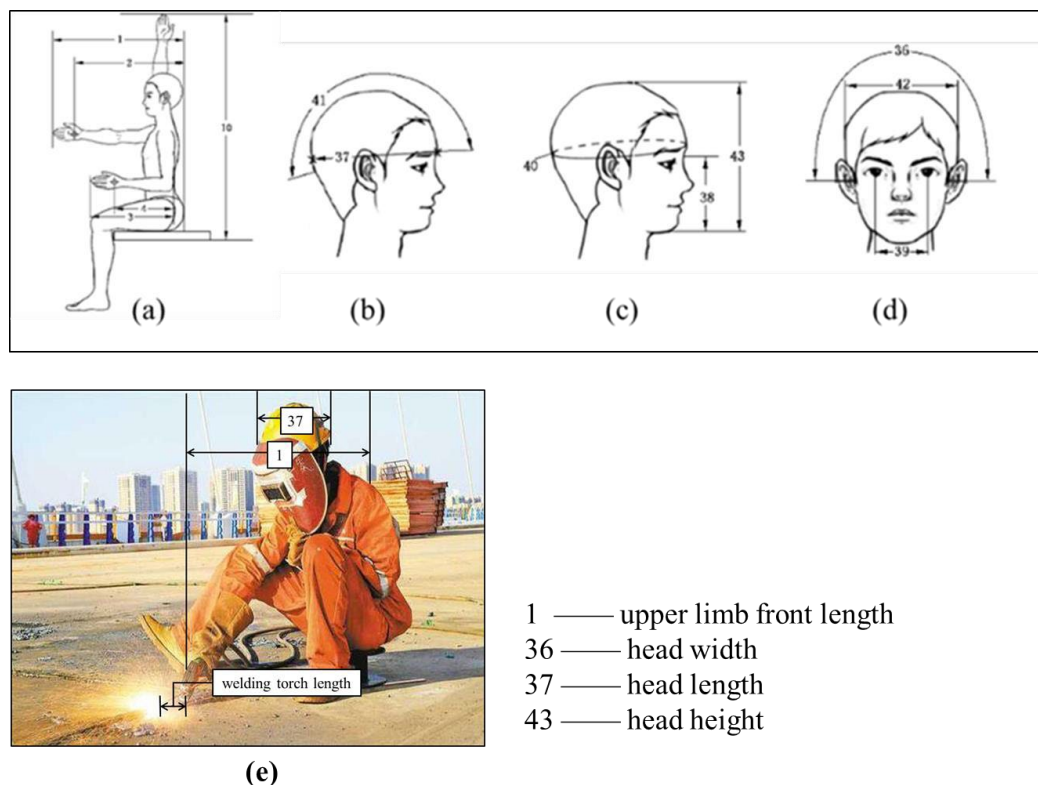 1
2
10
4
3
(a)
41
37
(b)
40
43
38
(c)
36
42
39
(d)
37
1
welding torch length
(e)
1 —— upper limb front length
36 —— head width
37 —— head length
43 —— head height